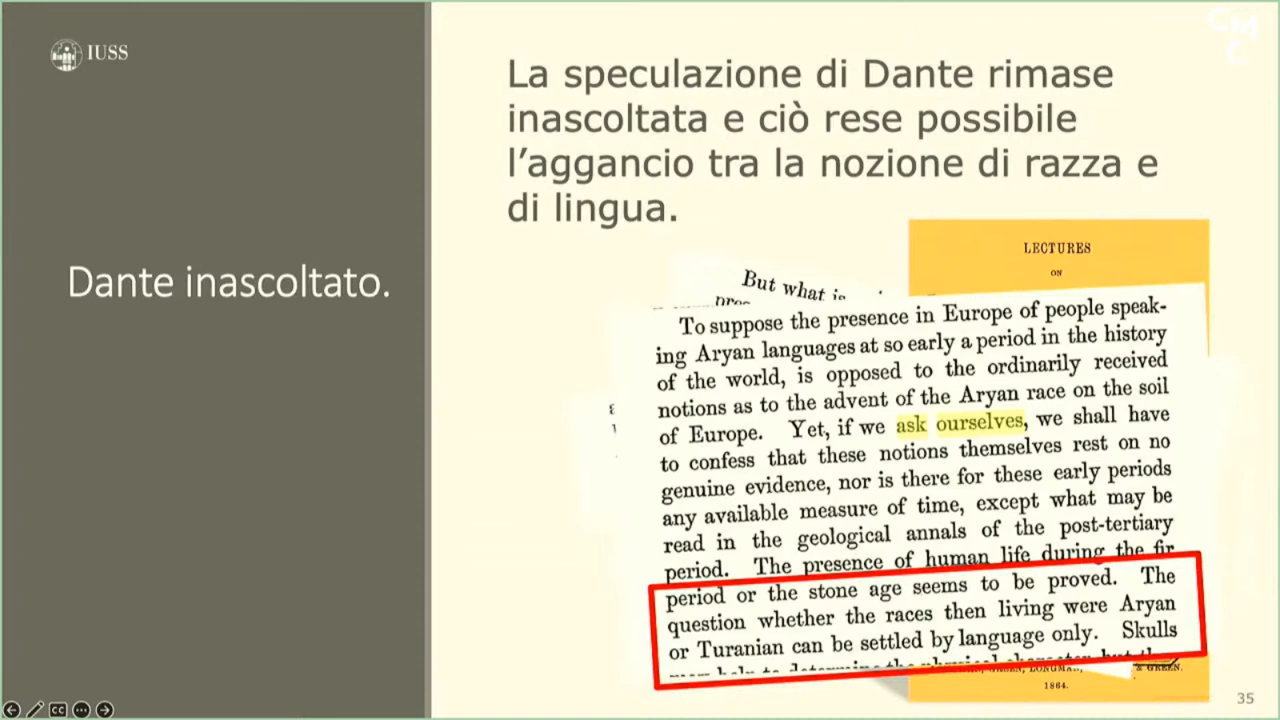 IUSS
CMC
La speculazione di Dante rimase
inascoltata e ciò rese possibile
l’aggancio tra la nozione di razza e
di lingua.
Dante inascoltato.
LECTURES
ON
But what
To suppose the presence in Europe of people speak-
ing Aryan languages at so early a period in the history
of the world, is opposed to the ordinarily received
notions as to the advent of the Aryan race on the soil
of Europe. Yet, if we ask ourselves, we shall have
to confess that these notions themselves rest on no
genuine evidence, nor is there for these early periods
any available measure of time, except what may be
read in the geological annals of the post-tertiary
period. The presence of human life during the fir
period or the stone age seems to be proved. The
question whether the races then living were Aryan
or Turanian can be settled by language only. Skulls
& GREEN.
1864.
35
CC